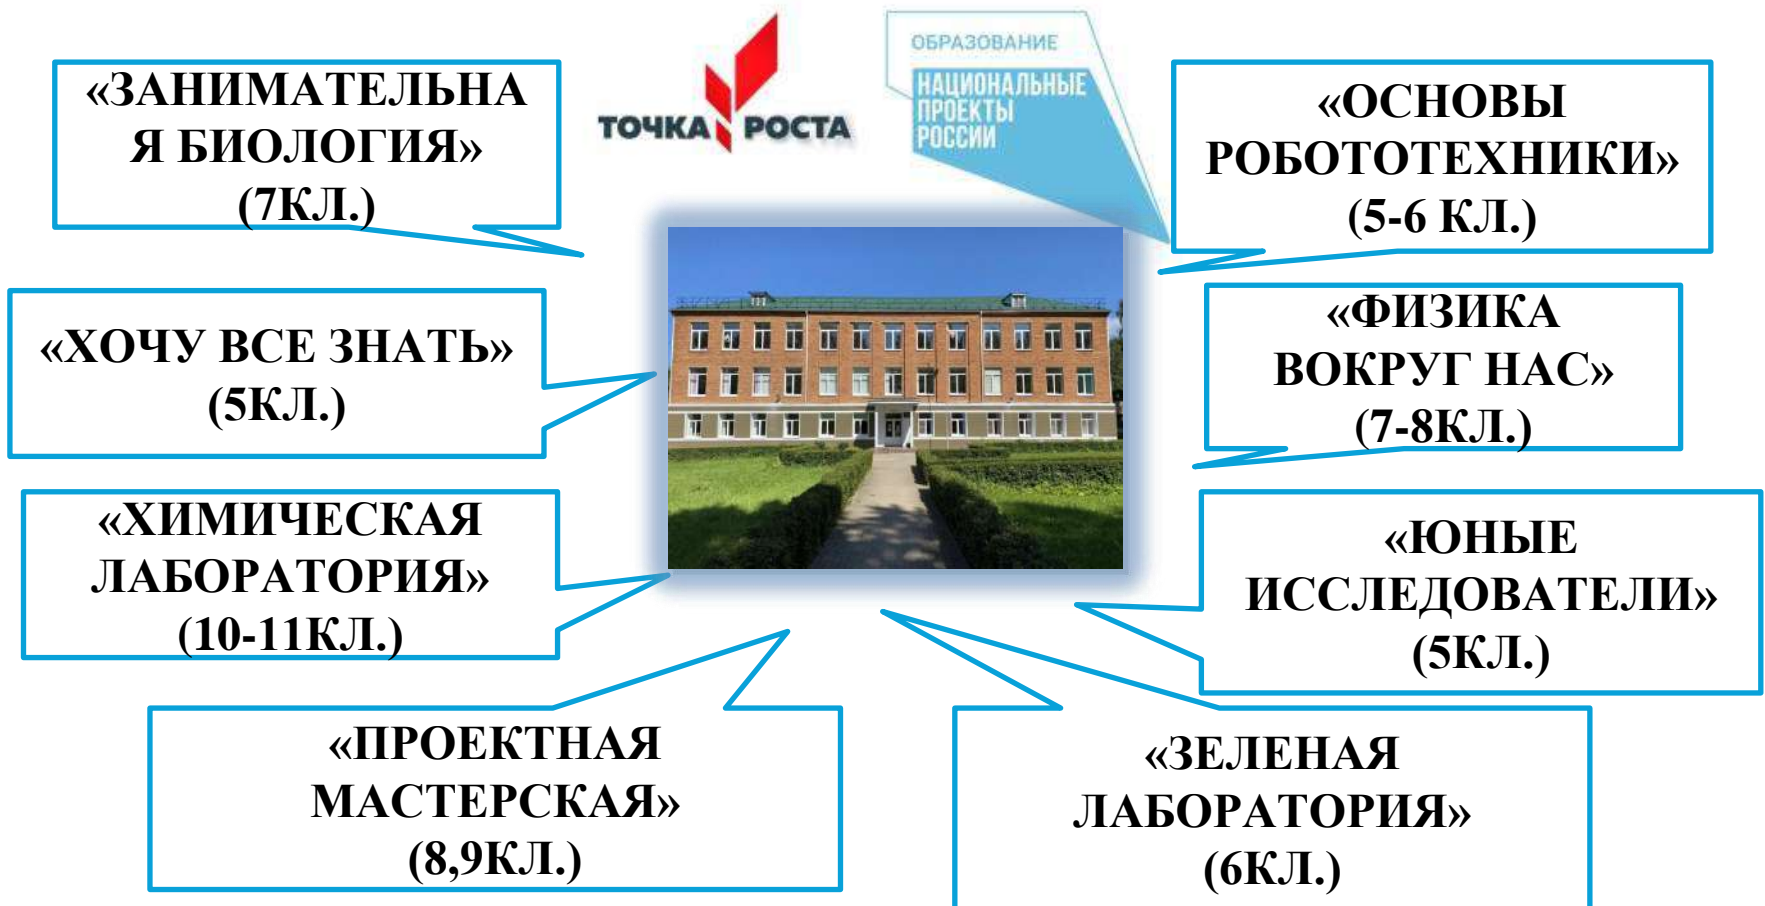 ТОЧКА РОСТА
ОБРАЗОВАНИЕ
НАЦИОНАЛЬНЫЕ
ПРОЕКТЫ
РОССИИ
«ЗАНИМАТЕЛЬНА
Я БИОЛОГИЯ»
(7КЛ.)
«ОСНОВЫ
РОБОТОТЕХНИКИ»
(5-6 КЛ.)
«ХОЧУ ВСЕ ЗНАТЬ»
(5КЛ.)
«ФИЗИКА
ВОКРУГ НАС»
(7-8КЛ.)
«ХИМИЧЕСКАЯ
ЛАБОРАТОРИЯ»
(10-11КЛ.)
«ЮНЫЕ
ИССЛЕДОВАТЕЛИ»
(5КЛ.)
«ПРОЕКТНАЯ
МАСТЕРСКАЯ»
(8,9КЛ.)
«ЗЕЛЕНАЯ
ЛАБОРАТОРИЯ»
(6КЛ.)